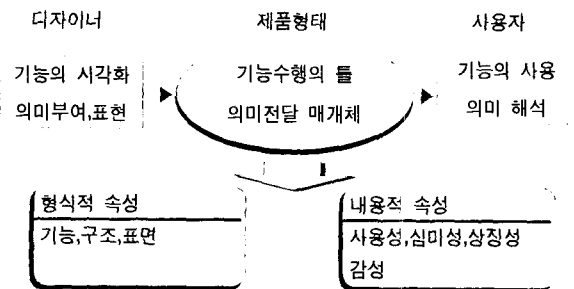 디자이너 제품형태 사용자
기능의 시각화 기능수행의 틀 기능의 사용
의미부여,표현 의미전달 매개체 의미 해석
형식적 속성 내용적 속성
기능,구조,표면 사용성,심미성,상징성
감성